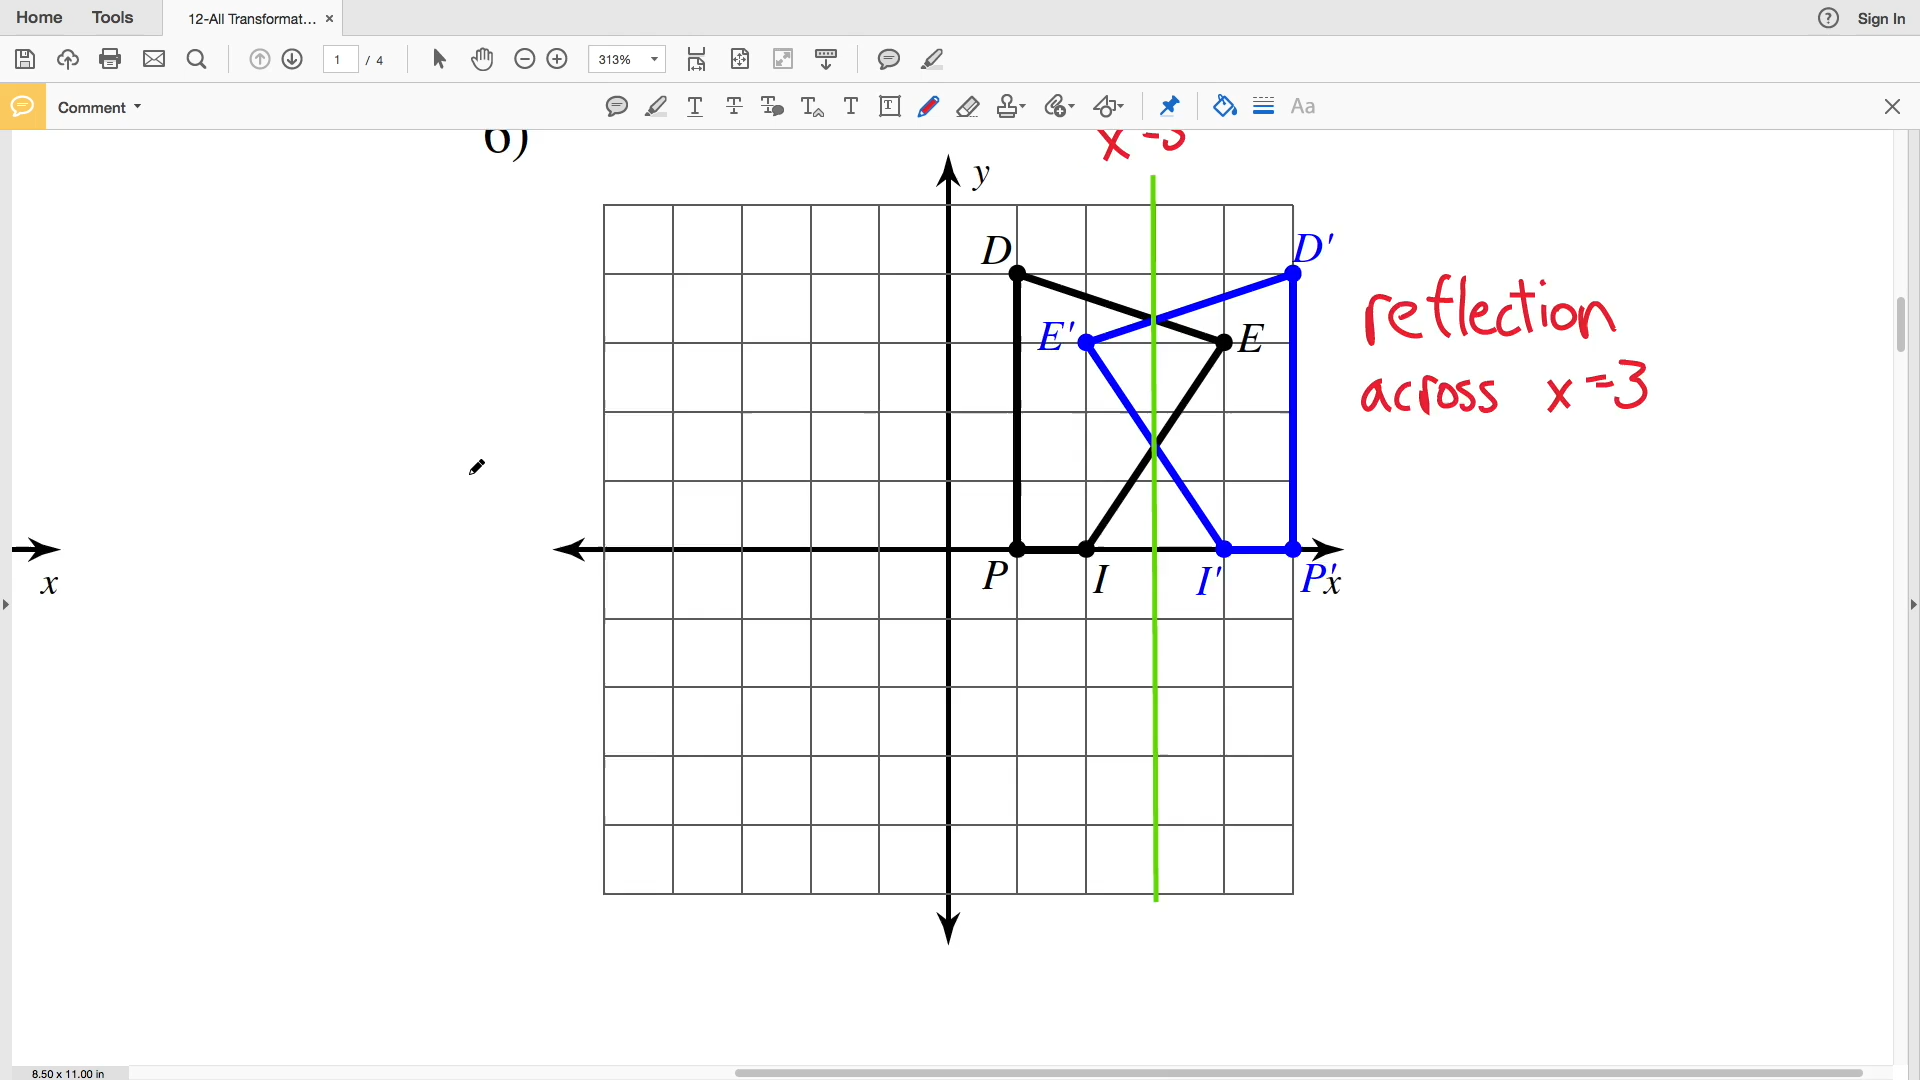 Home Tools 12-All Transformat... × ? Sign In
1 / 4 313%
Comment Aa
6) x=3
y
D D'
E' E
reflection
across x=3
x P I I' P' x
8.50 x 11.00 in